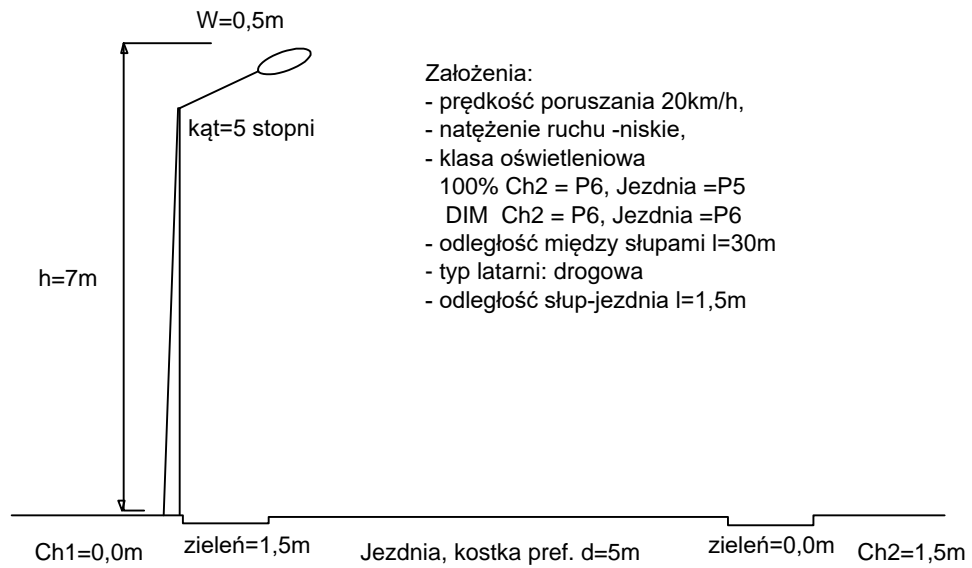 W=0,5m
kąt=5 stopni
h=7m
Założenia:
- prędkość poruszania 20km/h,
- natężenie ruchu -niskie,
- klasa oświetleniowa
100% Ch2 = P6, Jezdnia =P5
DIM Ch2 = P6, Jezdnia =P6
- odległość między słupami l=30m
- typ latarni: drogowa
- odległość słup-jezdnia l=1,5m
Ch1=0,0m
zieleń=1,5m
Jezdnia, kostka pref. d=5m
zieleń=0,0m
Ch2=1,5m